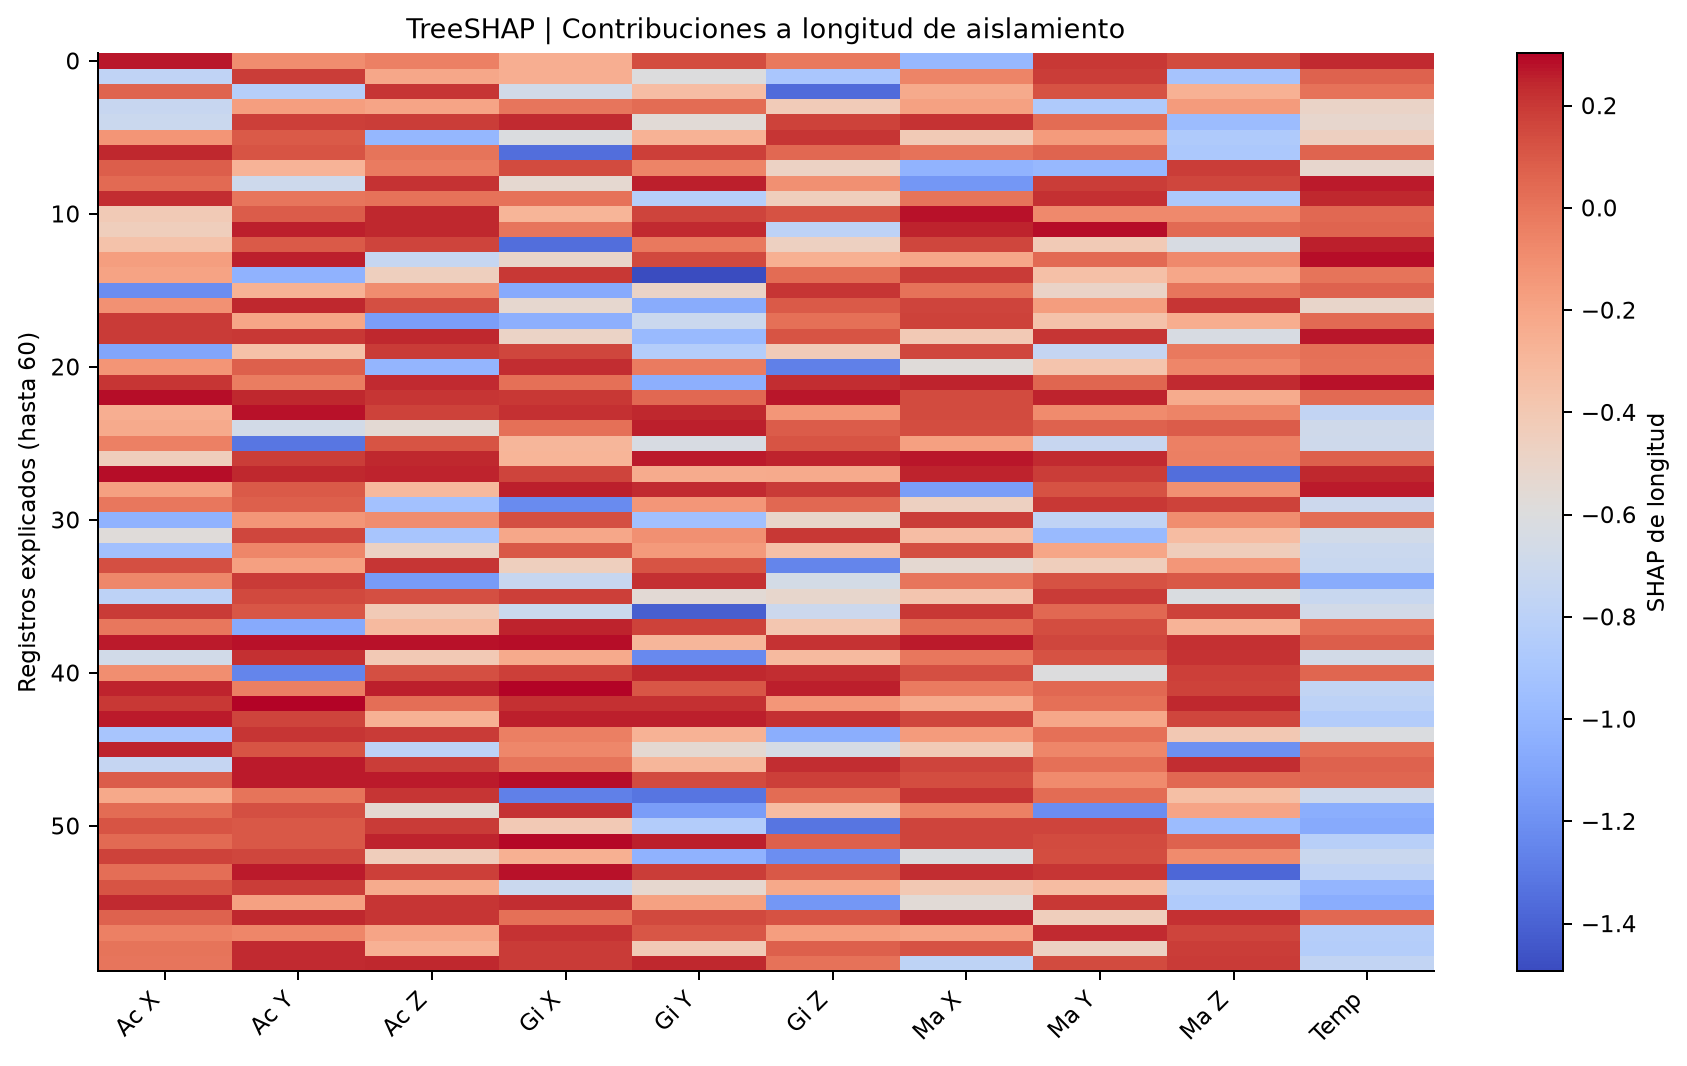 TreeSHAP | Contribuciones a longitud de aislamiento
Registros explicados (hasta 60)
0
10
20
30
40
50
Ac X
Ac Y
Ac Z
Gi X
Gi Y
Gi Z
Ma X
Ma Y
Ma Z
Temp
0.2
0.0
−0.2
−0.4
−0.6
−0.8
−1.0
−1.2
−1.4
SHAP de longitud